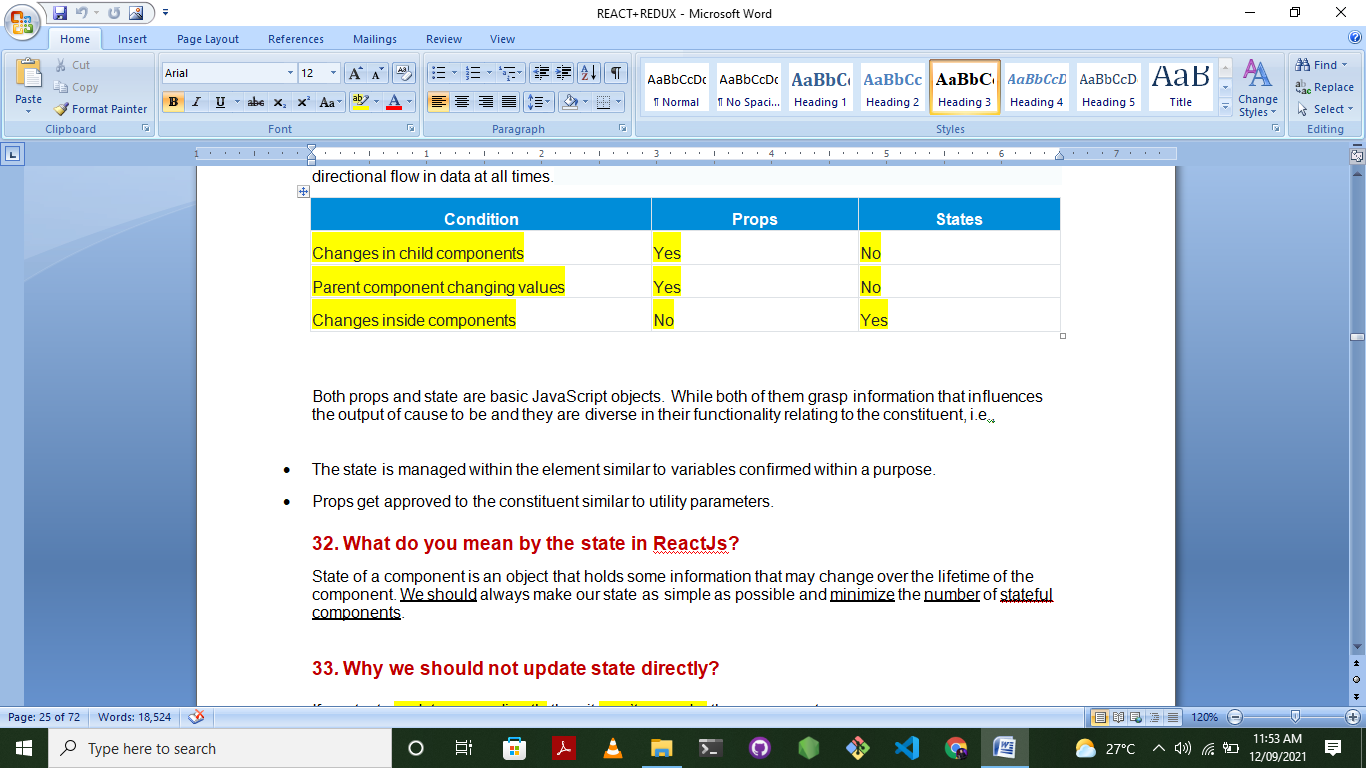 REACT+REDUX - Microsoft Word
Home Insert Page Layout References Mailings Review View
Paste
Cut
Copy
Format Painter
Clipboard
Arial 12
B I U abc x₂ x² Aa
Font
Paragraph
AaBbCcDc AaBbCcDc AaBbC AaBbCc AaBbC AaBbCcD AaBbCcD AaB
¶ Normal ¶ No Spaci... Heading 1 Heading 2 Heading 3 Heading 4 Heading 5 Title
Change Styles
Styles
Find
Replace
Select
Editing
1 1 2 3 4 5 6 7
directional flow in data at all times.
Condition Props States
Changes in child components Yes No
Parent component changing values Yes No
Changes inside components No Yes
Both props and state are basic JavaScript objects. While both of them grasp information that influences
the output of cause to be and they are diverse in their functionality relating to the constituent, i.e.,
• The state is managed within the element similar to variables confirmed within a purpose.
• Props get approved to the constituent similar to utility parameters.
32. What do you mean by the state in ReactJs?
State of a component is an object that holds some information that may change over the lifetime of the
component. We should always make our state as simple as possible and minimize the number of stateful
components.
33. Why we should not update state directly?
Page: 25 of 72 Words: 18,524 120%
Type here to search
27°C
11:53 AM
12/09/2021